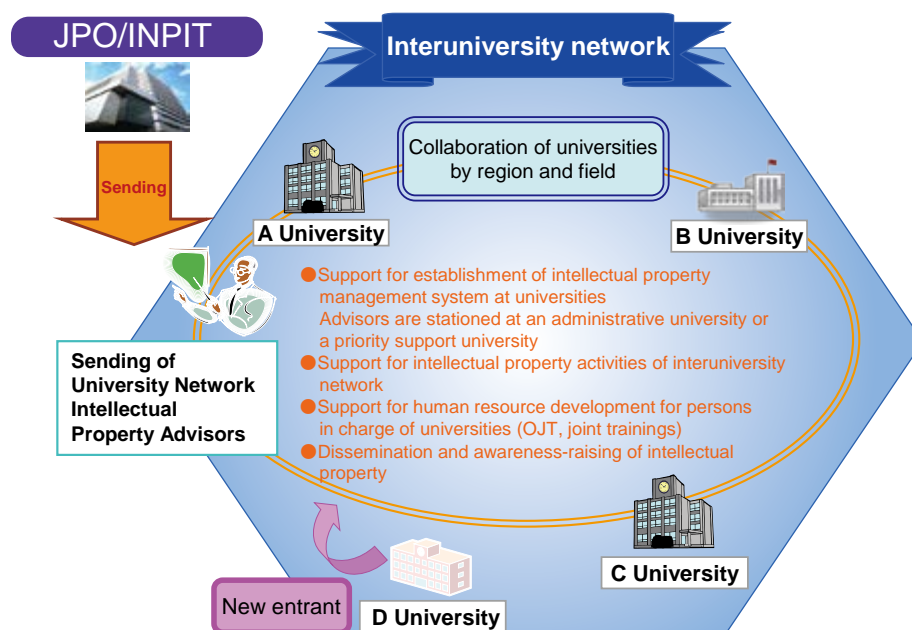 JPO/INPIT
Interuniversity network
Sending
Collaboration of universities
by region and field
A University
B University
●Support for establishment of intellectual property
management system at universities
Advisors are stationed at an administrative university or
a priority support university
●Support for intellectual property activities of interuniversity
network
●Support for human resource development for persons
in charge of universities (OJT, joint trainings)
●Dissemination and awareness-raising of intellectual
property
Sending of
University Network
Intellectual
Property Advisors
C University
New entrant
D University